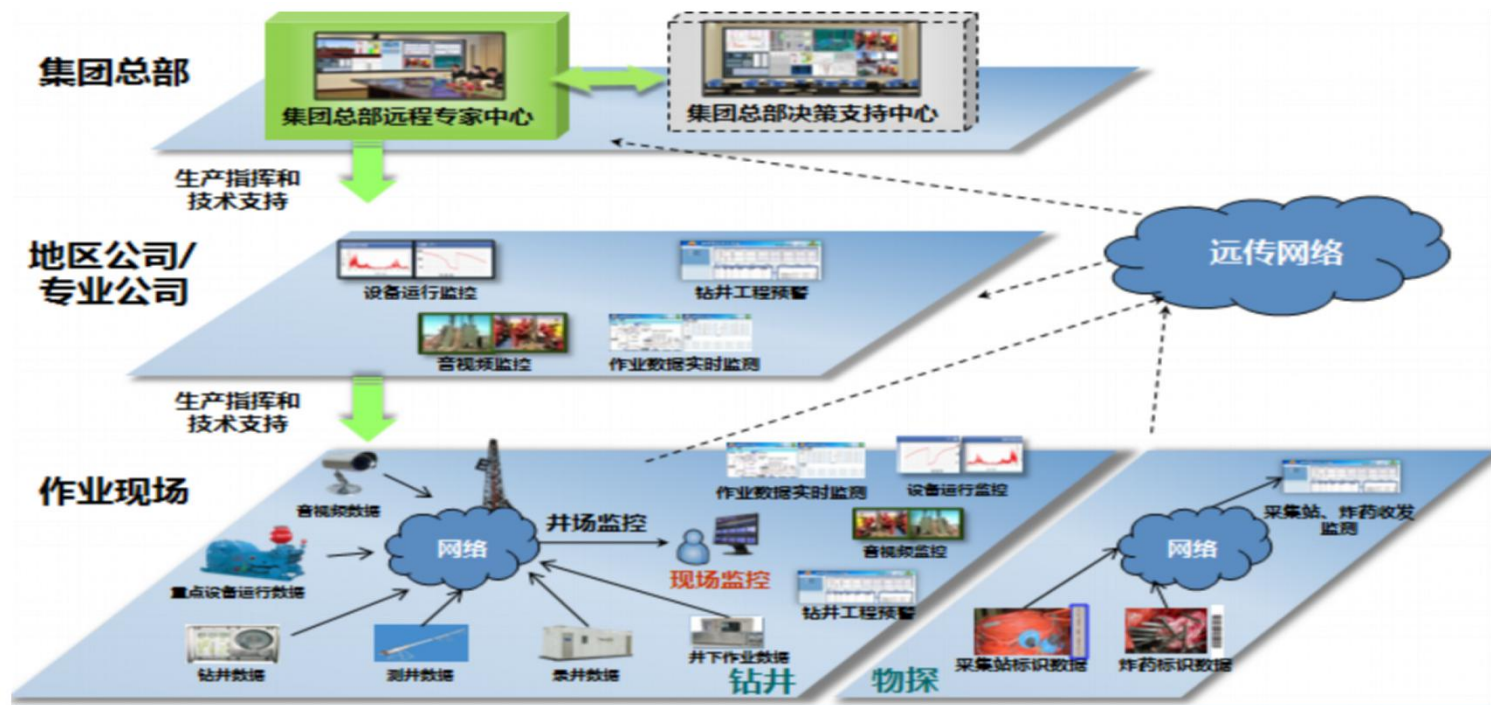 集团总部
集团总部远程专家中心
集团总部决策支持中心
生产指挥和
技术支持
地区公司/
专业公司
设备运行监控
钻井工程预警
音视频监控
作业数据实时监测
远传网络
生产指挥和
技术支持
作业现场
音视频数据
网络
井场监控
现场监控
重点设备运行数据
钻井数据
测井数据
录井数据
井下作业数据
作业数据实时监测
设备运行监控
音视频监控
钻井工程预警
钻井
采集站、炸药收发
监测
网络
采集站标识数据
炸药标识数据
物探